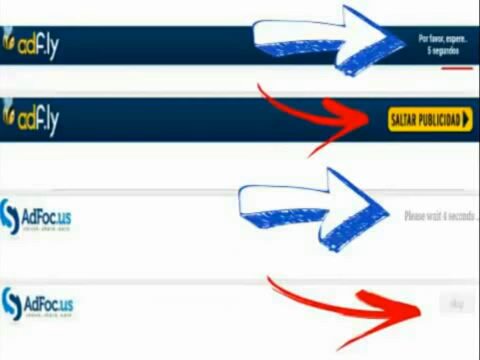 adf.ly
Por favor, espere..
5 segundos
adf.ly
SALTAR PUBLICIDAD
AdFoc.us
Please wait 4 seconds
AdFoc.us